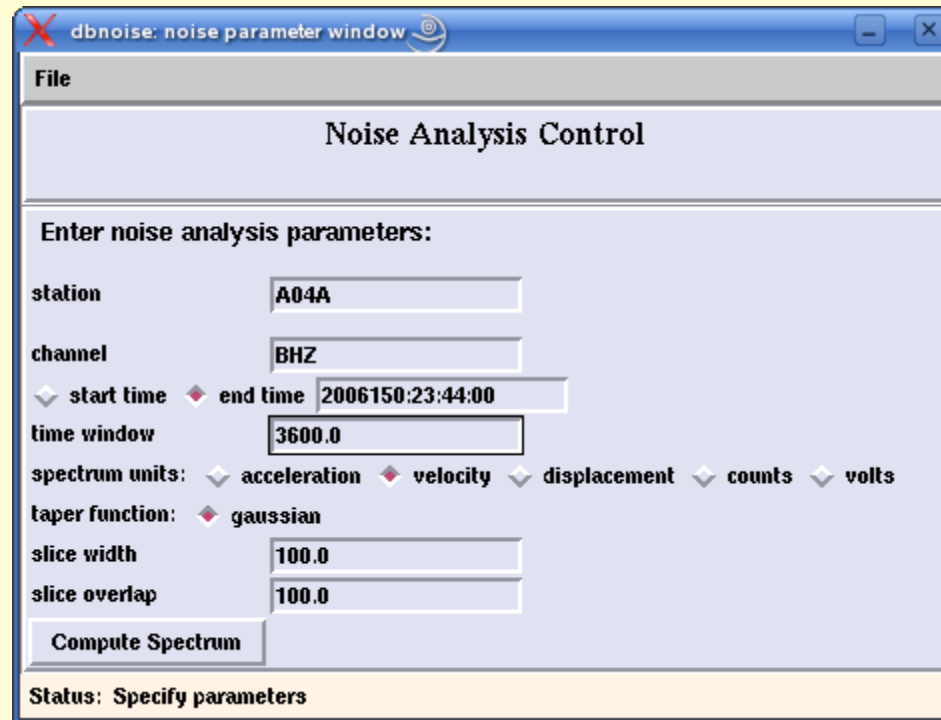 dbnoise: noise parameter window
File
Noise Analysis Control
Enter noise analysis parameters:
station A04A
channel BHZ
start time end time 2006150:23:44:00
time window 3600.0
spectrum units: acceleration velocity displacement counts volts
taper function: gaussian
slice width 100.0
slice overlap 100.0
Compute Spectrum
Status: Specify parameters